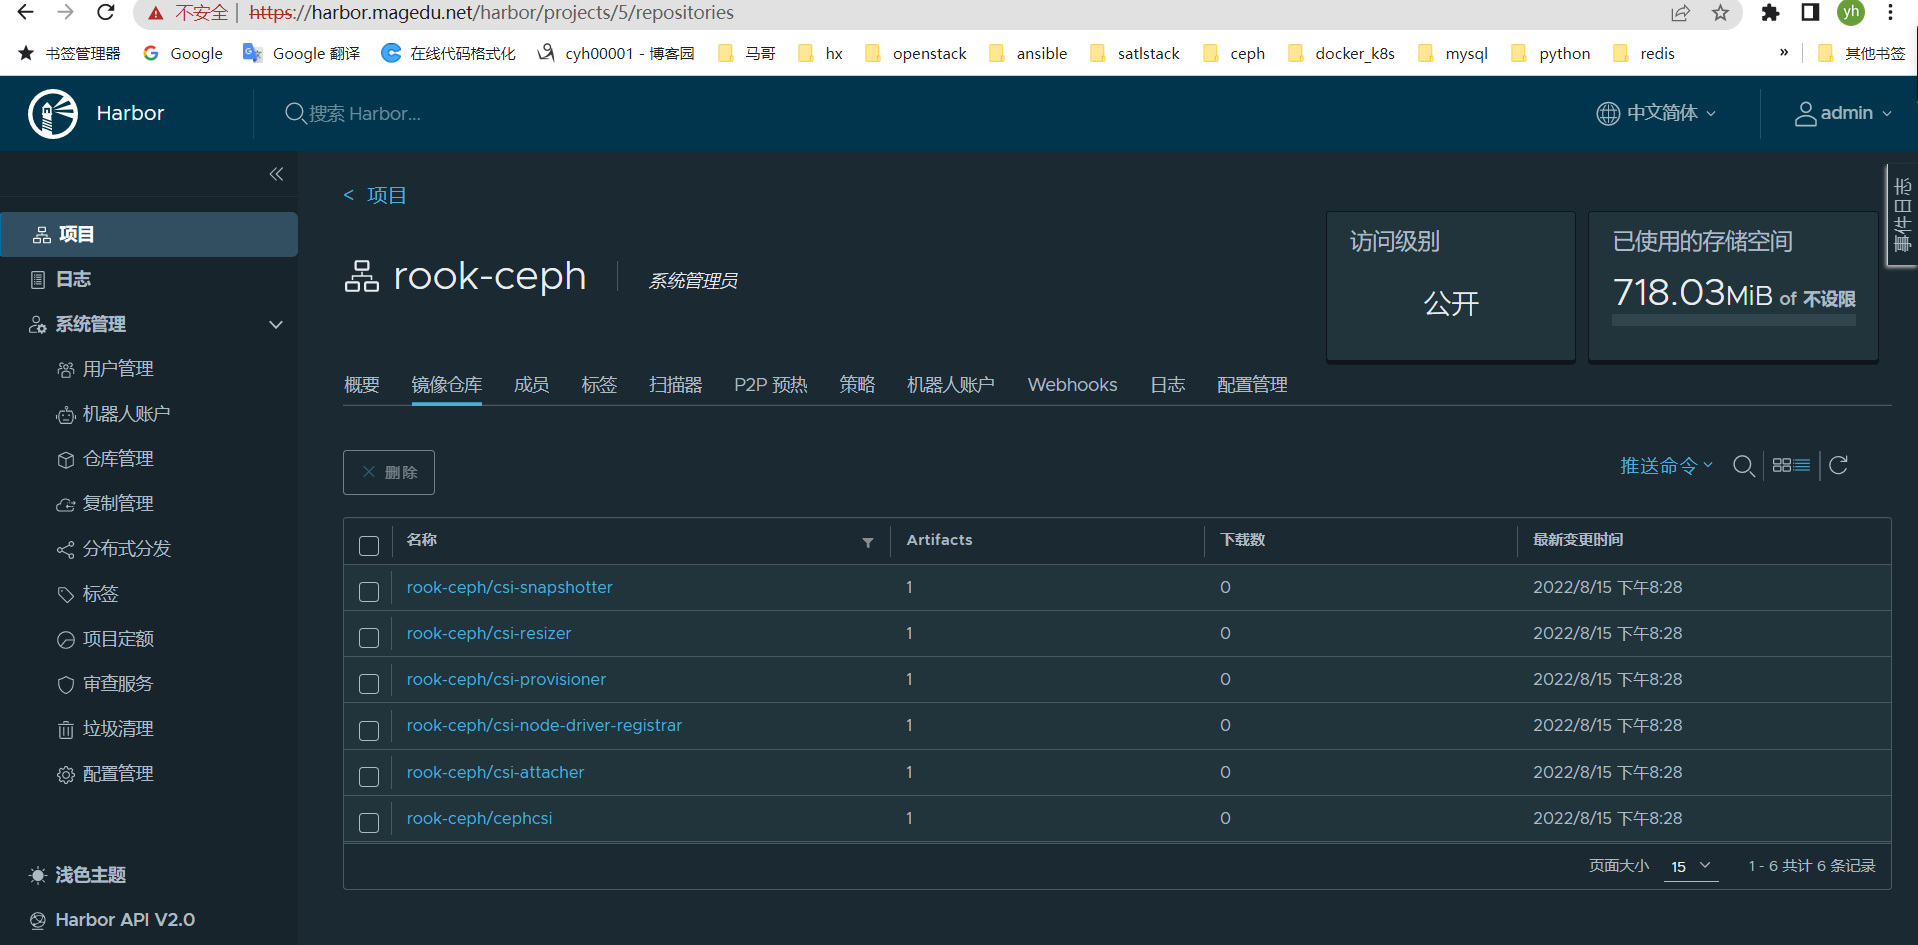 不安全 https://harbor.magedu.net/harbor/projects/5/repositories yh
书签管理器 Google Google 翻译 在线代码格式化 cyh00001 - 博客园 马哥 hx openstack ansible satlstack ceph docker_k8s mysql python redis » 其他书签
Harbor 搜索 Harbor... 中文简体 admin
事件日志
项目
日志
系统管理
用户管理
机器人账户
仓库管理
复制管理
分布式分发
标签
项目定额
审查服务
垃圾清理
配置管理
浅色主题
Harbor API V2.0
< 项目
rook-ceph 系统管理员
访问级别
公开
已使用的存储空间
718.03MiB of 不设限
概要 镜像仓库 成员 标签 扫描器 P2P 预热 策略 机器人账户 Webhooks 日志 配置管理
删除 推送命令
名称 Artifacts 下载数 最新变更时间
rook-ceph/csi-snapshotter 1 0 2022/8/15 下午8:28
rook-ceph/csi-resizer 1 0 2022/8/15 下午8:28
rook-ceph/csi-provisioner 1 0 2022/8/15 下午8:28
rook-ceph/csi-node-driver-registrar 1 0 2022/8/15 下午8:28
rook-ceph/csi-attacher 1 0 2022/8/15 下午8:28
rook-ceph/cephcsi 1 0 2022/8/15 下午8:28
页面大小 15 1 - 6 共计 6 条记录